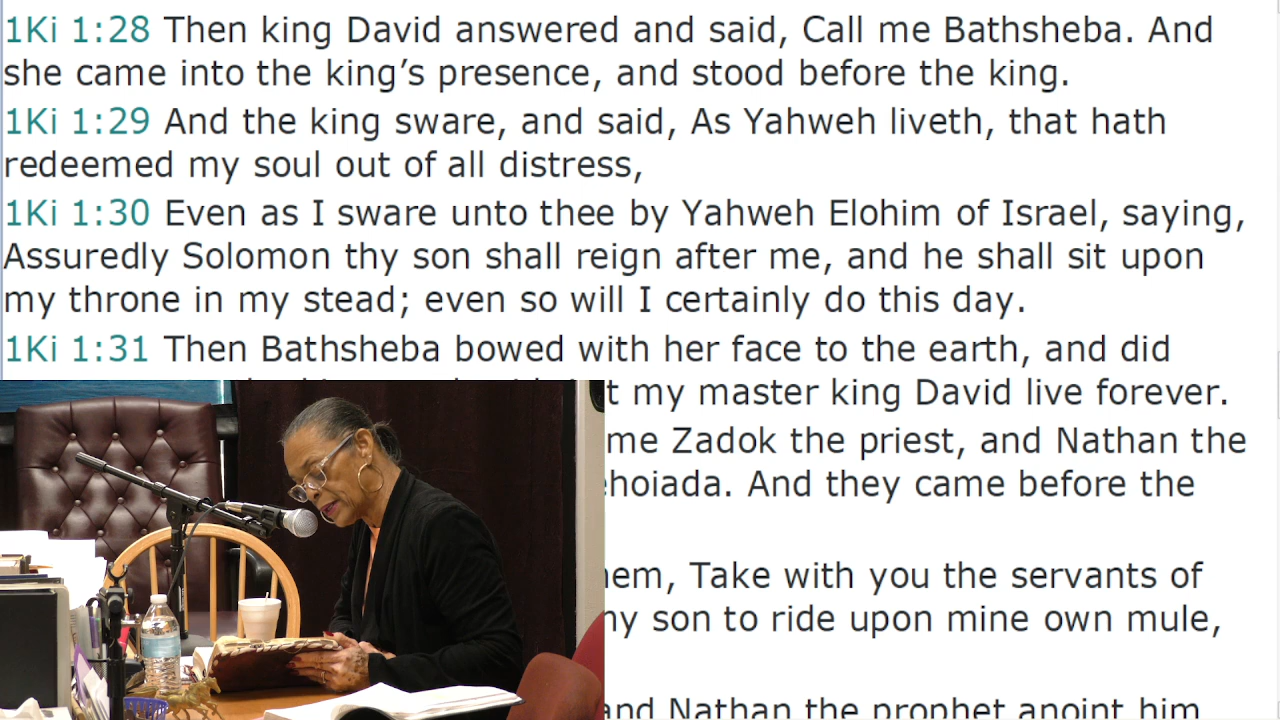 1Ki 1:28 Then king David answered and said, Call me Bathsheba. And
she came into the king’s presence, and stood before the king.
1Ki 1:29 And the king sware, and said, As Yahweh liveth, that hath
redeemed my soul out of all distress,
1Ki 1:30 Even as I sware unto thee by Yahweh Elohim of Israel, saying,
Assuredly Solomon thy son shall reign after me, and he shall sit upon
my throne in my stead; even so will I certainly do this day.
1Ki 1:31 Then Bathsheba bowed with her face to the earth, and did
my master king David live forever.
me Zadok the priest, and Nathan the
hoiada. And they came before the
em, Take with you the servants of
my son to ride upon mine own mule,
and Nathan the prophet anoint him